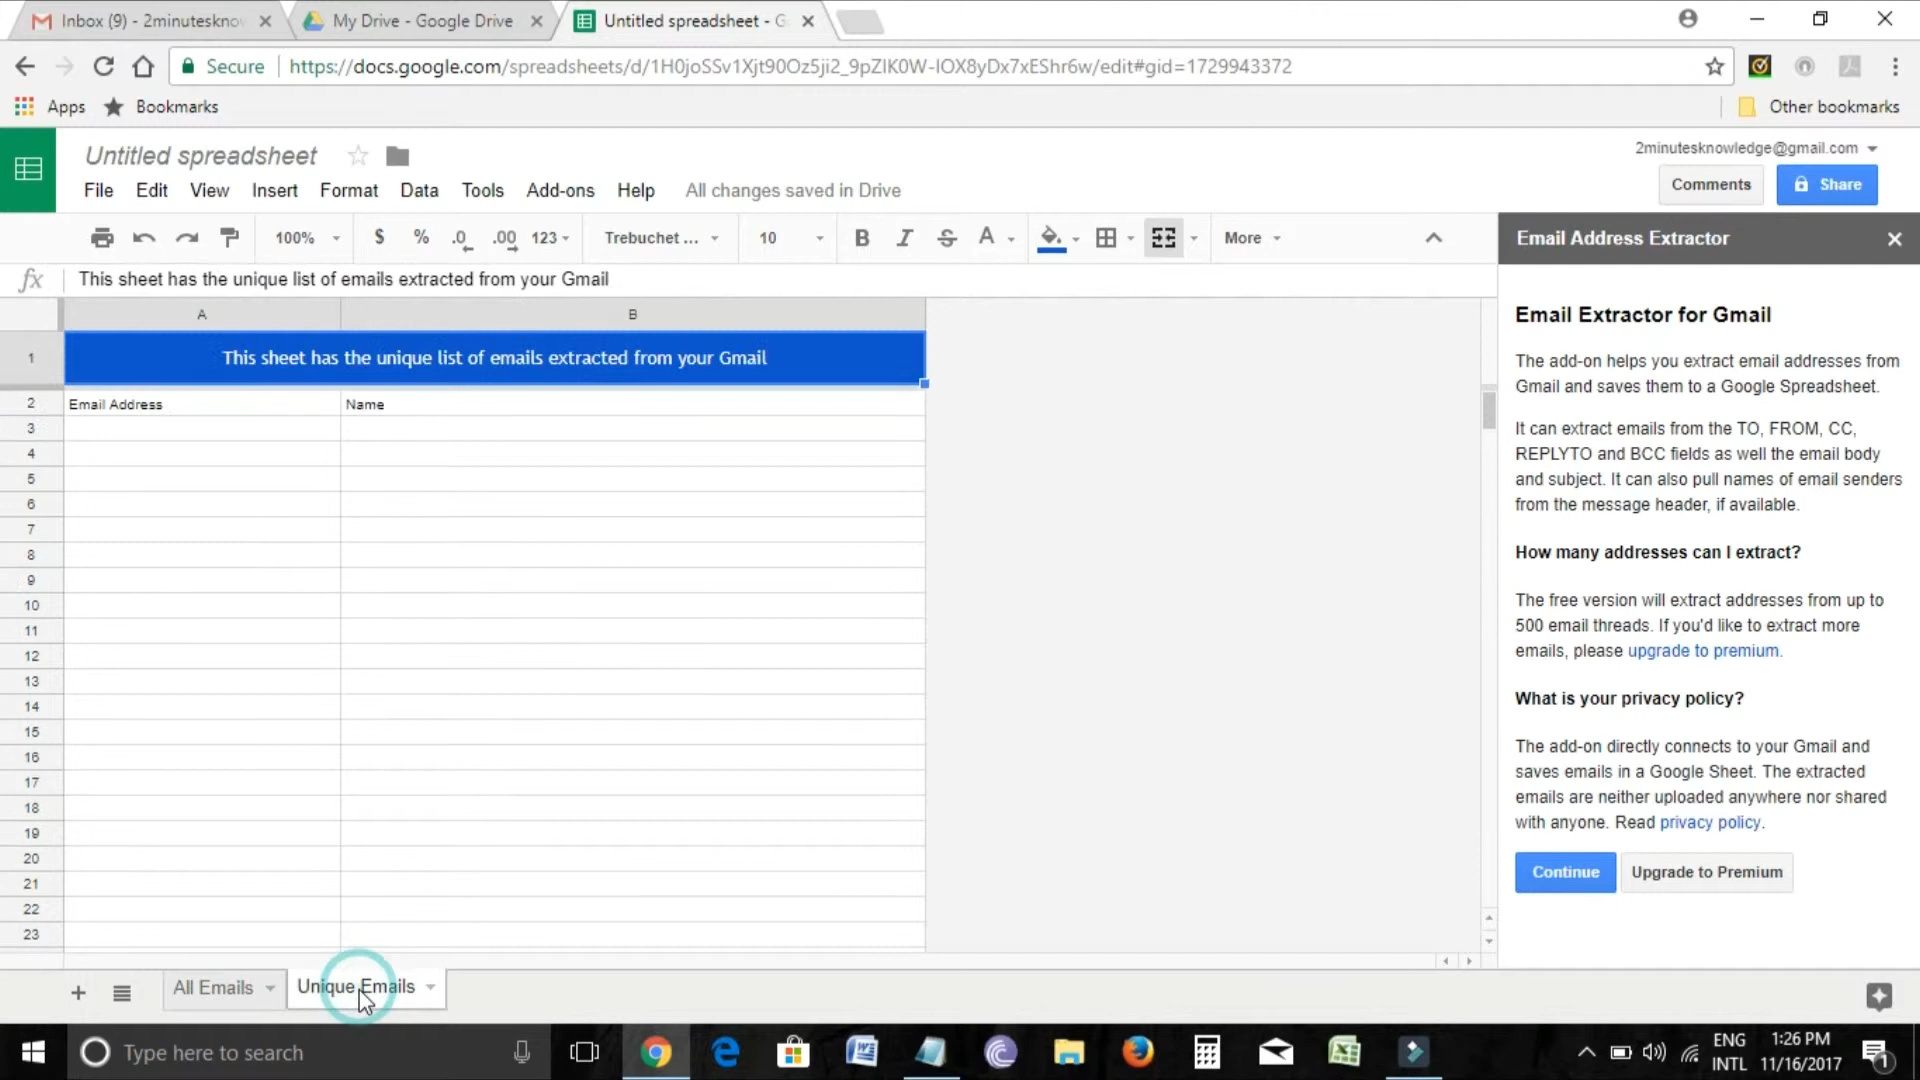 Inbox (9) - 2minutesknow
My Drive - Google Drive
Untitled spreadsheet - G
Secure
https://docs.google.com/spreadsheets/d/1H0joSSv1Xjt90Oz5ji2_9pZIK0W-IOX8yDx7xEShr6w/edit#gid=1729943372
Apps
Bookmarks
Other bookmarks
Untitled spreadsheet
2minutesknowledge@gmail.com
File Edit View Insert Format Data Tools Add-ons Help All changes saved in Drive
Comments
Share
100% $ % .0 .00 123 Trebuchet ... 10 B I S A More
Email Address Extractor
fx This sheet has the unique list of emails extracted from your Gmail
A B
1 This sheet has the unique list of emails extracted from your Gmail
2 Email Address Name
3
4
5
6
7
8
9
10
11
12
13
14
15
16
17
18
19
20
21
22
23
Email Extractor for Gmail
The add-on helps you extract email addresses from
Gmail and saves them to a Google Spreadsheet.
It can extract emails from the TO, FROM, CC,
REPLYTO and BCC fields as well the email body
and subject. It can also pull names of email senders
from the message header, if available.
How many addresses can I extract?
The free version will extract addresses from up to
500 email threads. If you'd like to extract more
emails, please upgrade to premium.
What is your privacy policy?
The add-on directly connects to your Gmail and
saves emails in a Google Sheet. The extracted
emails are neither uploaded anywhere nor shared
with anyone. Read privacy policy.
Continue
Upgrade to Premium
All Emails
Unique Emails
Type here to search
ENG
INTL
1:26 PM
11/16/2017
1